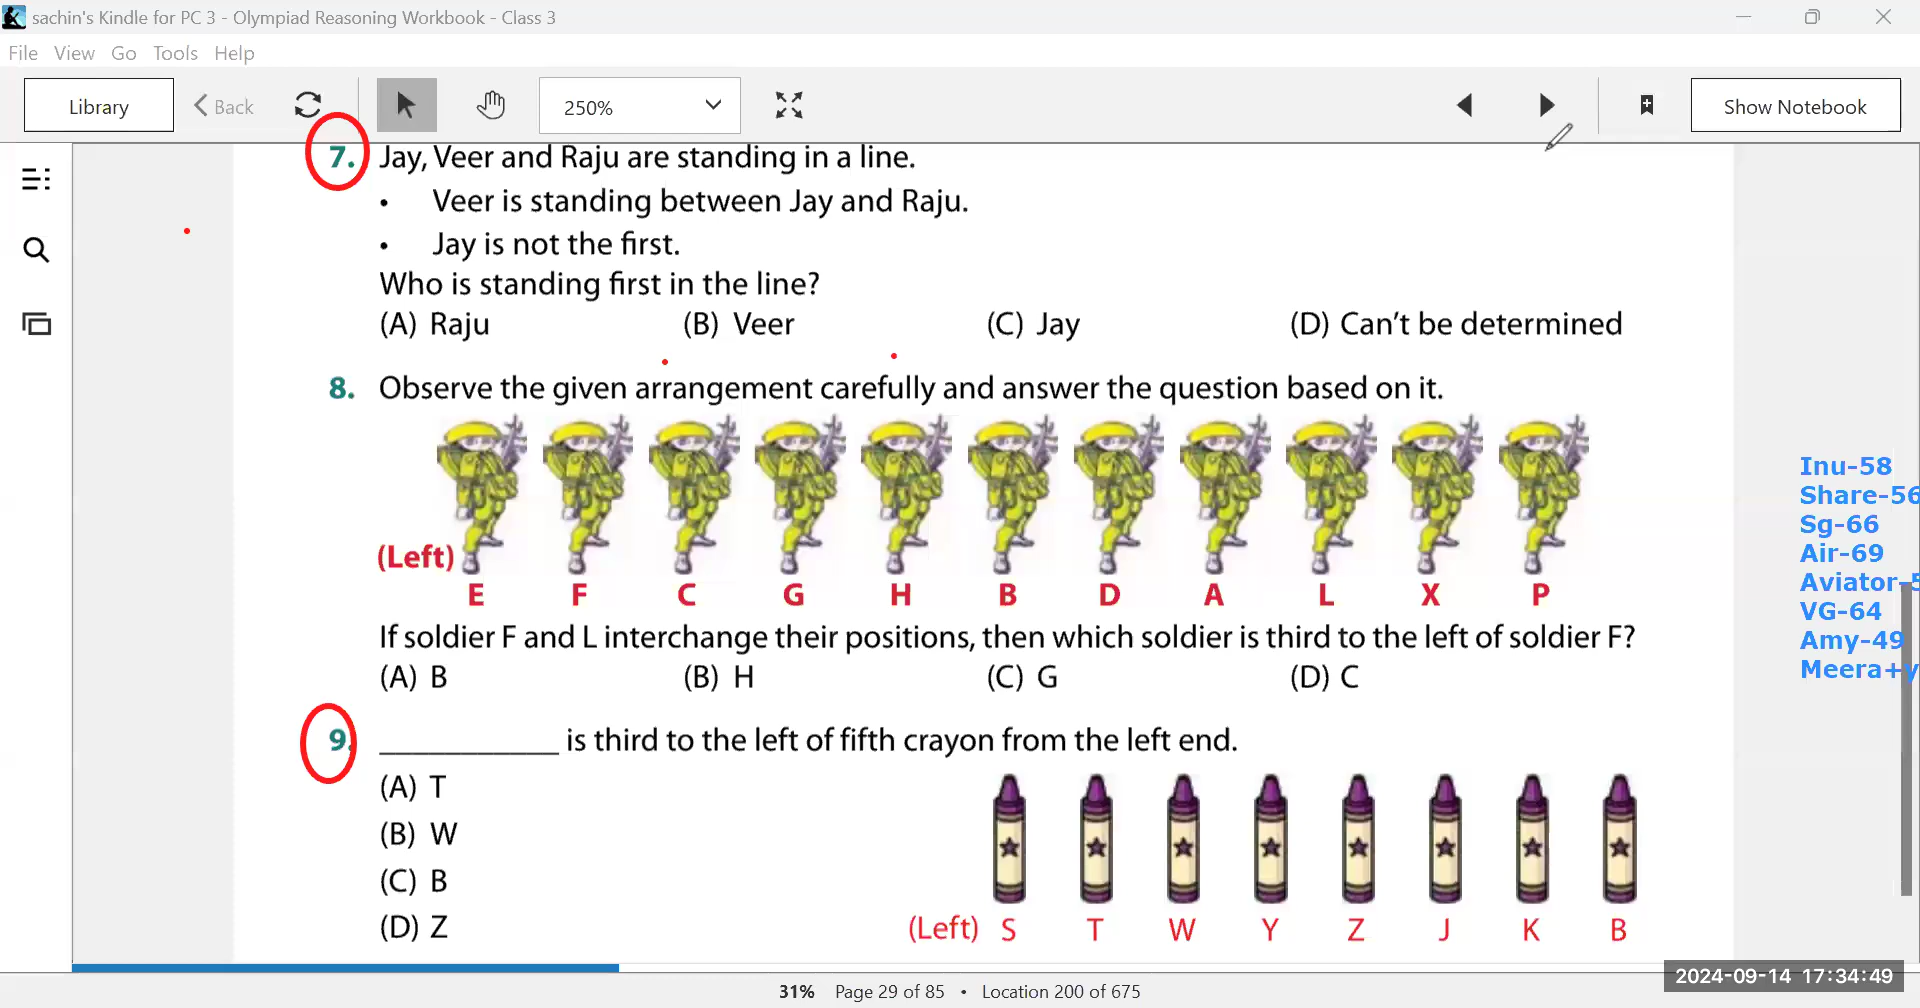 sachin's Kindle for PC 3 - Olympiad Reasoning Workbook - Class 3
File View Go Tools Help
Library Back 250% Show Notebook
7. Jay, Veer and Raju are standing in a line.
• Veer is standing between Jay and Raju.
• Jay is not the first.
Who is standing first in the line?
(A) Raju (B) Veer (C) Jay (D) Can't be determined
8. Observe the given arrangement carefully and answer the question based on it.
(Left)
E F C G H B D A L X P
If soldier F and L interchange their positions, then which soldier is third to the left of soldier F?
(A) B (B) H (C) G (D) C
9. ____________ is third to the left of fifth crayon from the left end.
(A) T
(B) W
(C) B
(D) Z
(Left) S T W Y Z J K B
Inu-58
Share-56
Sg-66
Air-69
Aviator-
VG-64
Amy-49
Meera+y
2024-09-14 17:34:49
31% Page 29 of 85 • Location 200 of 675